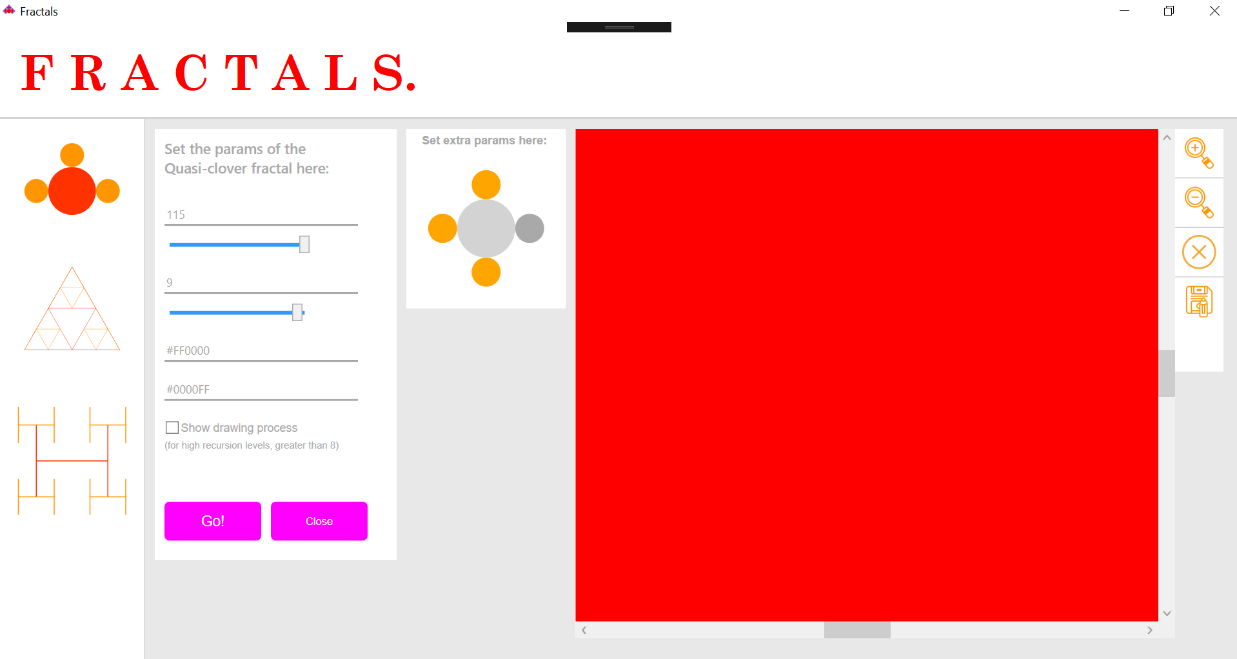 Fractals
F R A C T A L S.
Set the params of the
Quasi-clover fractal here:
115
9
#FF0000
#0000FF
Show drawing process
(for high recursion levels, greater than 8)
Go!
Close
Set extra params here: